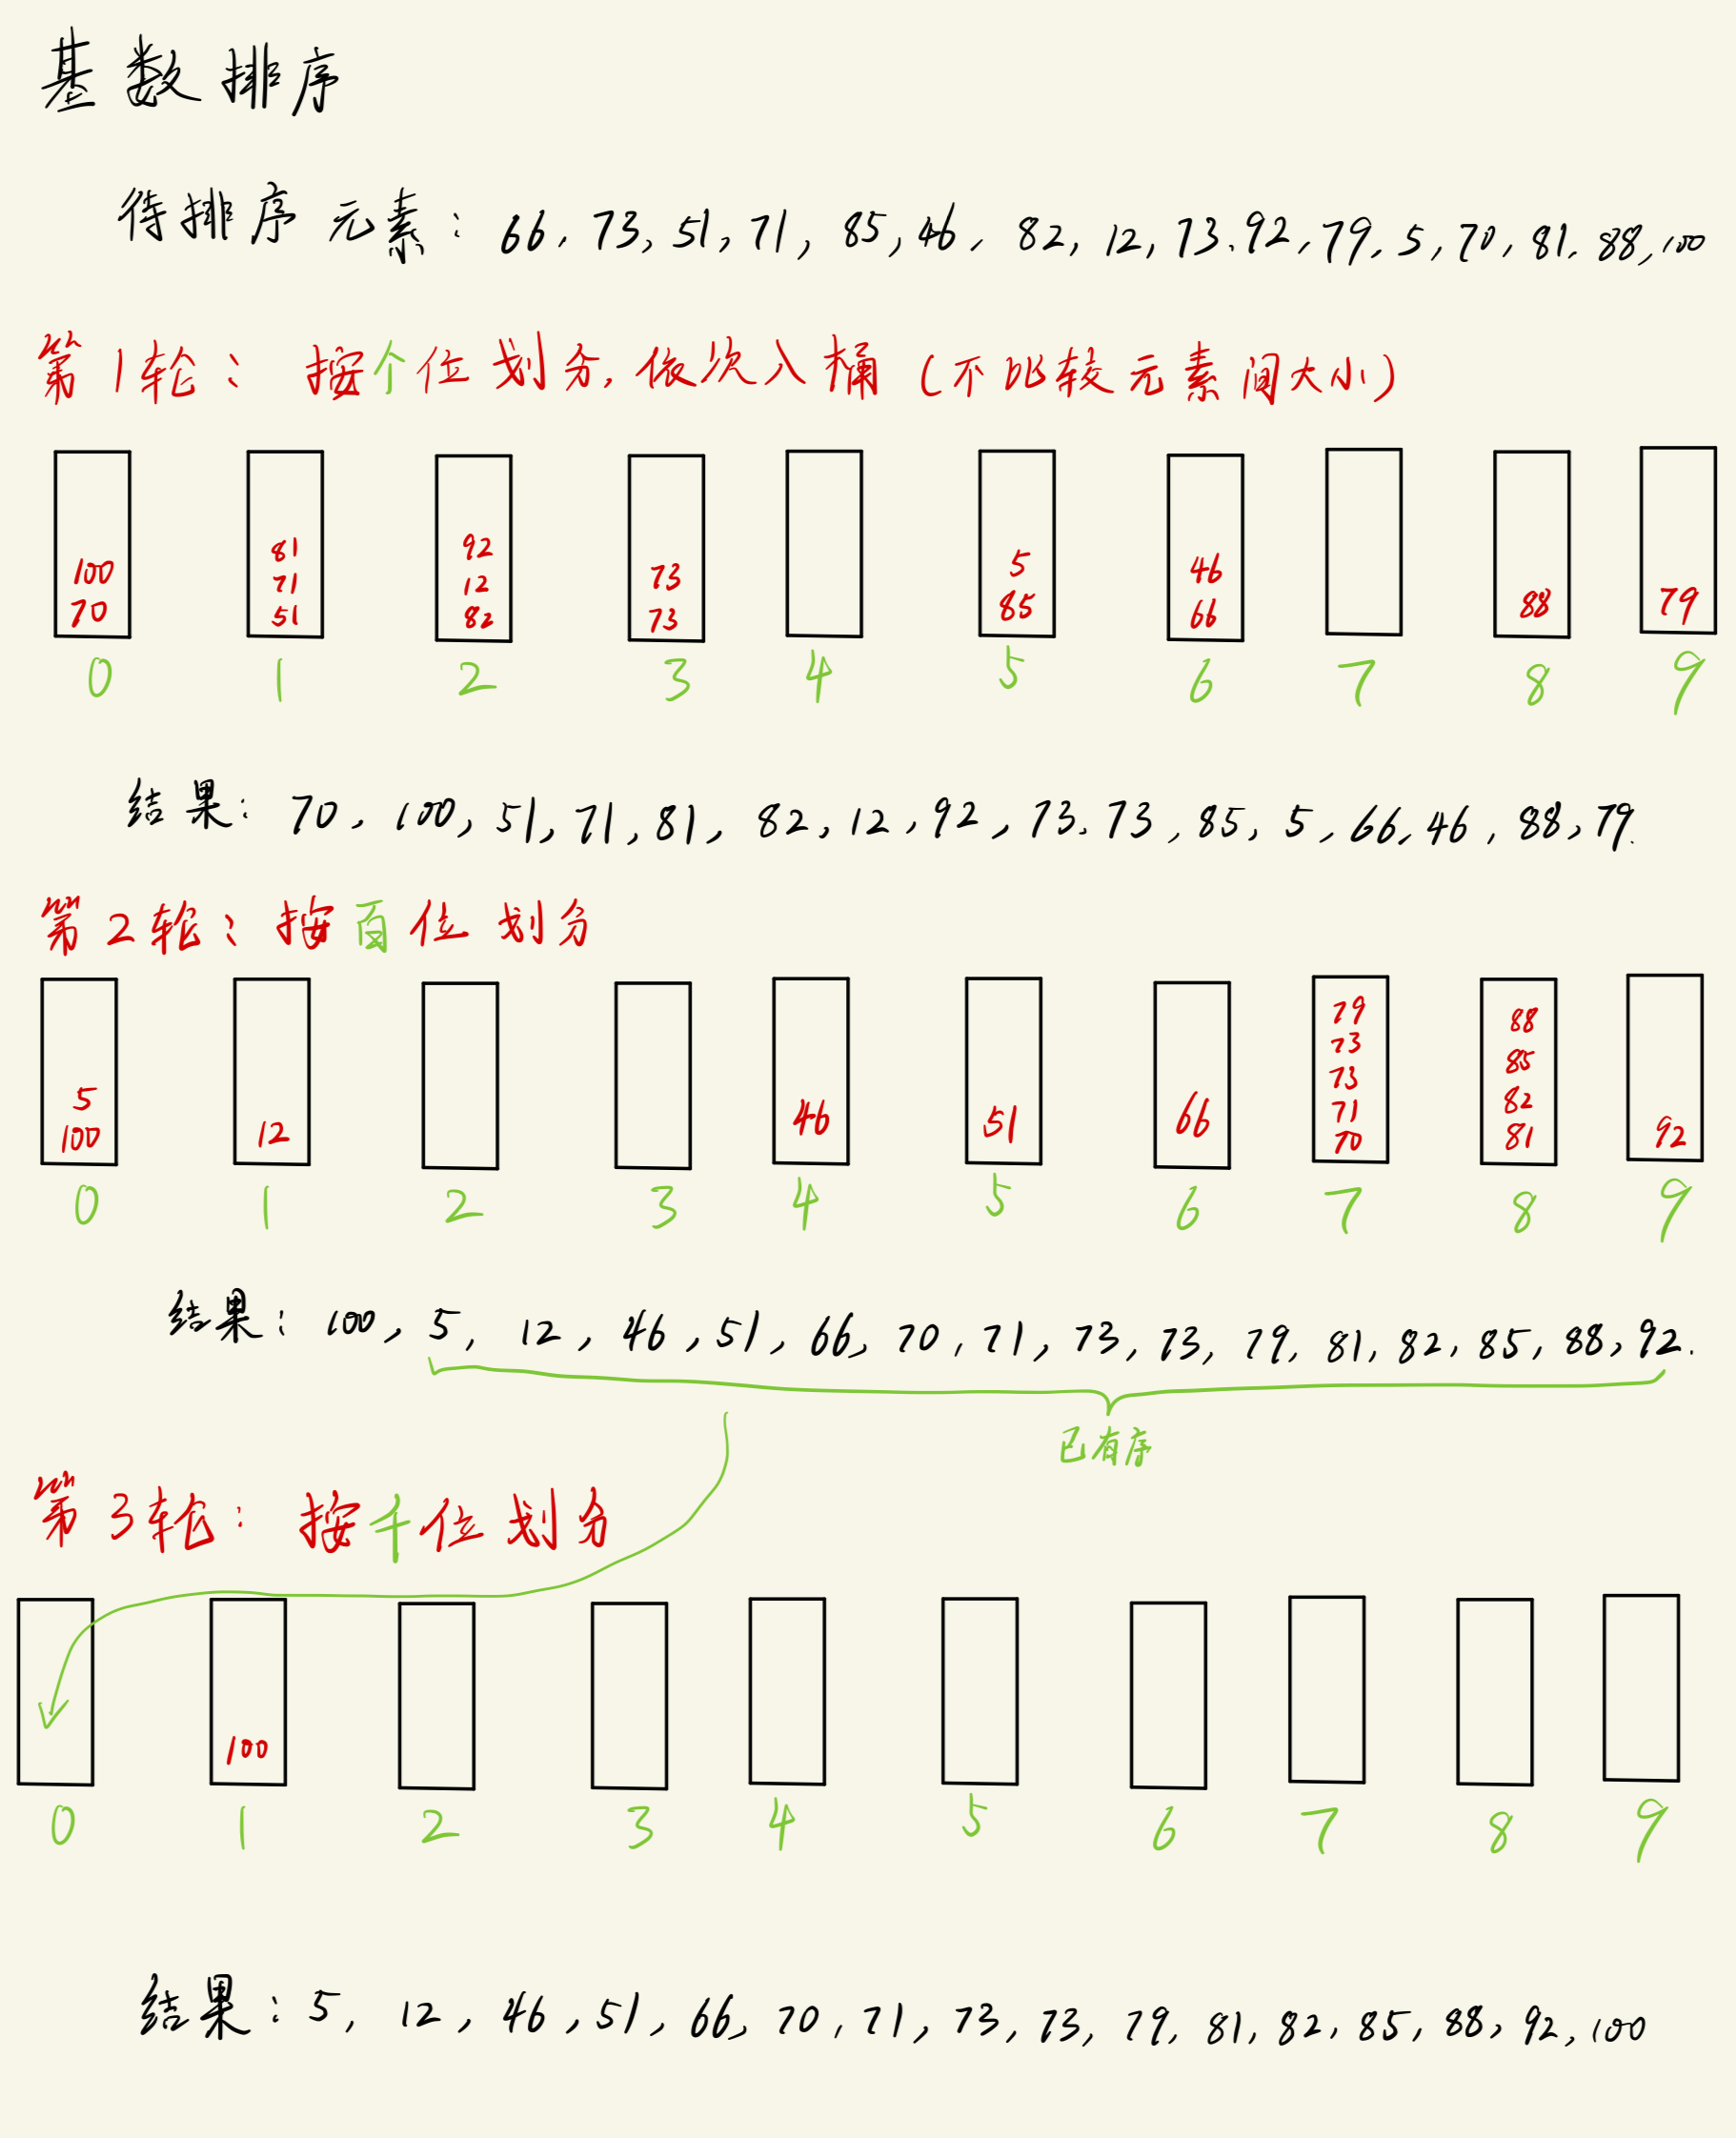 基数排序
待排序元素：66, 73, 51, 71, 85, 46, 82, 12, 73, 92, 79, 5, 70, 81, 88, 100
第1轮：按个位划分, 依次入桶 (不比较元素间大小)
81 92
100 71 12 73 5 46
70 51 82 73 85 66 88 79
0 1 2 3 4 5 6 7 8 9
结果：70, 100, 51, 71, 81, 82, 12, 92, 73, 73, 85, 5, 66, 46, 88, 79.
第2轮：按百位划分
79 88
73
73 85
5 71 82
100 12 46 51 66 70 81 92
0 1 2 3 4 5 6 7 8 9
结果：100, 5, 12, 46, 51, 66, 70, 71, 73, 73, 79, 81, 82, 85, 88, 92.
已有序
第3轮：按千位划分
100
0 1 2 3 4 5 6 7 8 9
结果：5, 12, 46, 51, 66, 70, 71, 73, 73, 79, 81, 82, 85, 88, 92, 100